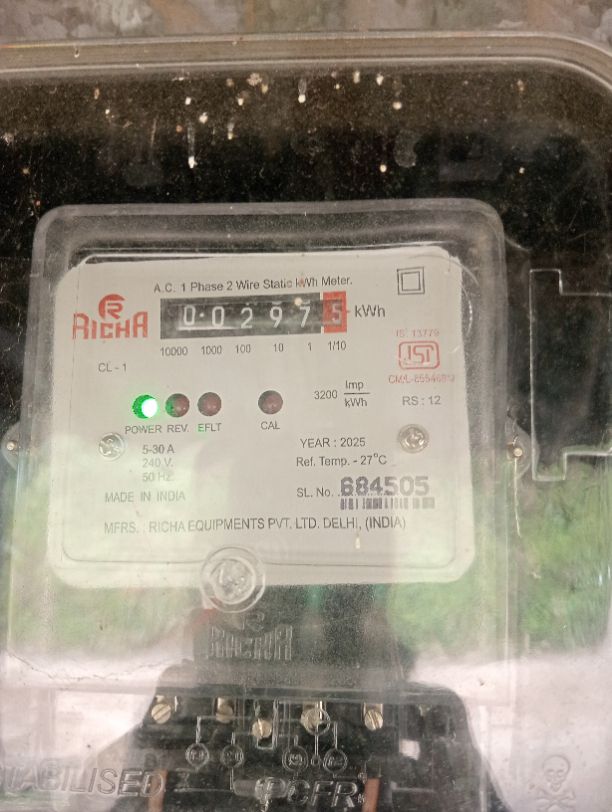 A.C. 1 Phase 2 Wire Static kWh Meter.
RICHA
0 0 2 9 7 5 kWh
10000 1000 100 10 1 1/10
IS: 13779
ISI
CL - 1
3200 Imp/kWh
RS : 12
POWER REV. EFLT CAL
5-30 A
240 V.
50 Hz.
YEAR : 2025
Ref. Temp. - 27°C
MADE IN INDIA
SL. No. 684505
MFRS. : RICHA EQUIPMENTS PVT. LTD. DELHI, (INDIA)
RICHA